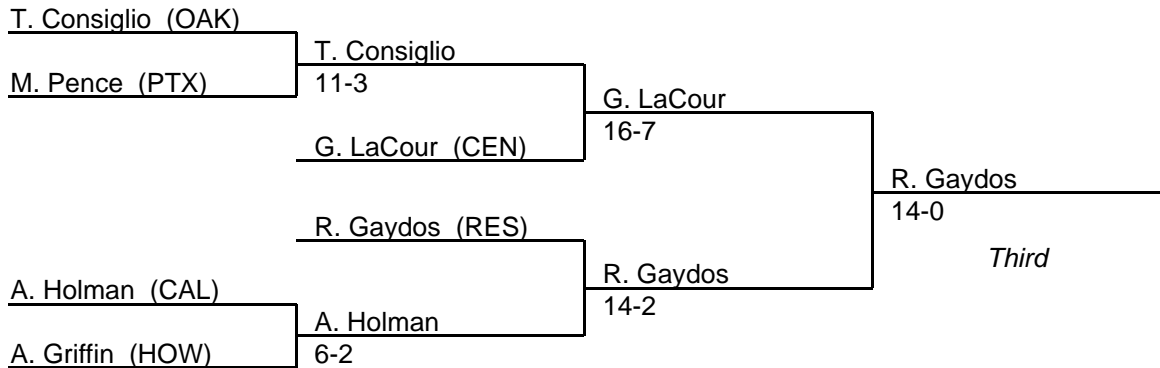 T. Consiglio (OAK)
M. Pence (PTX)
T. Consiglio
11-3
G. LaCour (CEN)
G. LaCour
16-7
R. Gaydos (RES)
A. Holman (CAL)
A. Griffin (HOW)
A. Holman
6-2
R. Gaydos
14-2
R. Gaydos
14-0
Third